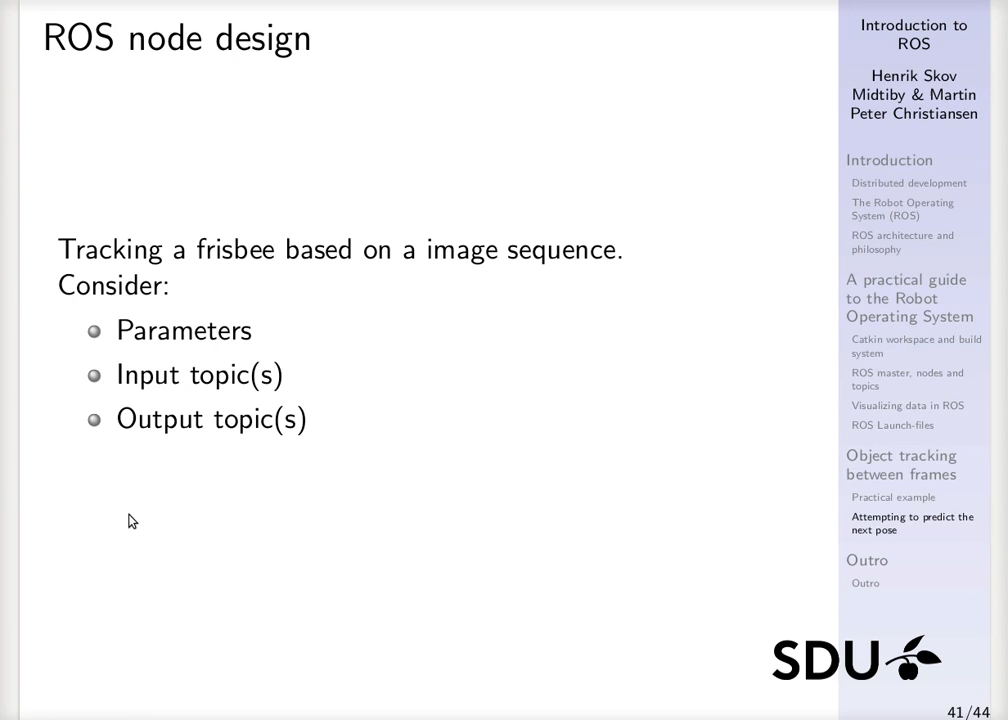 ROS node design
Tracking a frisbee based on a image sequence.
Consider:
Parameters
Input topic(s)
Output topic(s)
Introduction to
ROS
Henrik Skov
Midtiby & Martin
Peter Christiansen
Introduction
Distributed development
The Robot Operating
System (ROS)
ROS architecture and
philosophy
A practical guide
to the Robot
Operating System
Catkin workspace and build
system
ROS master, nodes and
topics
Visualizing data in ROS
ROS Launch-files
Object tracking
between frames
Practical example
Attempting to predict the
next pose
Outro
Outro
SDU
41/44